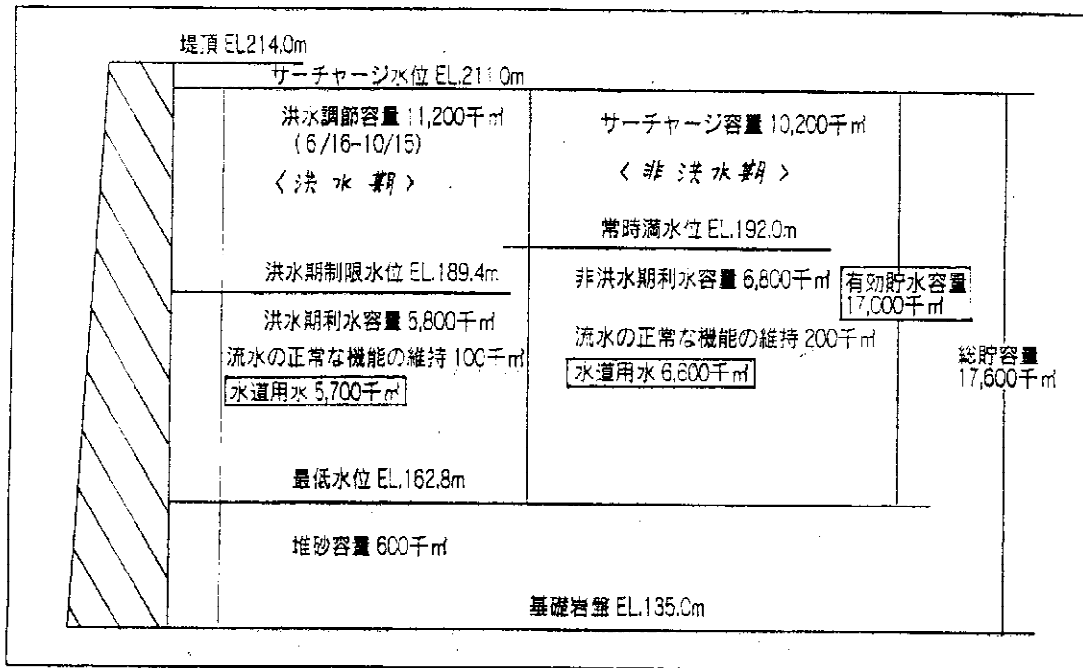 堤頂 EL214.0m
サーチャージ水位 EL.211.0m
洪水調節容量 11,200千㎥
(6/16-10/15)
〈洪水期〉
洪水期制限水位 EL.189.4m
洪水期利水容量 5,800千㎥
流水の正常な機能の維持 100千㎥
水道用水 5,700千㎥
最低水位 EL.162.8m
堆砂容量 600千㎥
基礎岩盤 EL.135.0m
サーチャージ容量 10,200千㎥
〈非洪水期〉
常時満水位 EL.192.0m
非洪水期利水容量 6,800千㎥
流水の正常な機能の維持 200千㎥
水道用水 6,600千㎥
有効貯水容量
17,000千㎥
総貯容量
17,600千㎥